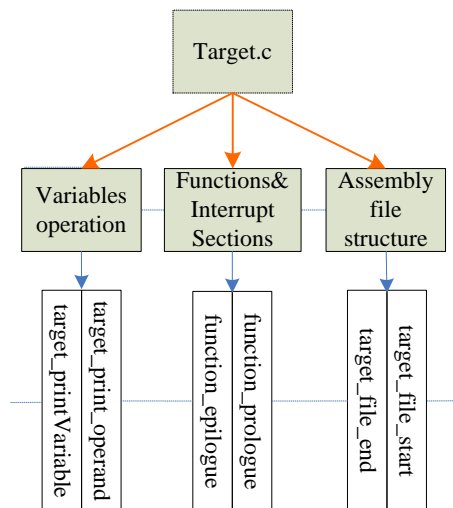 Target.c
Variables
operation
Functions&
Interrupt
Sections
Assembly
file
structure
target_printVariable
target_print_operand
function_epilogue
function_prologue
target_file_end
target_file_start